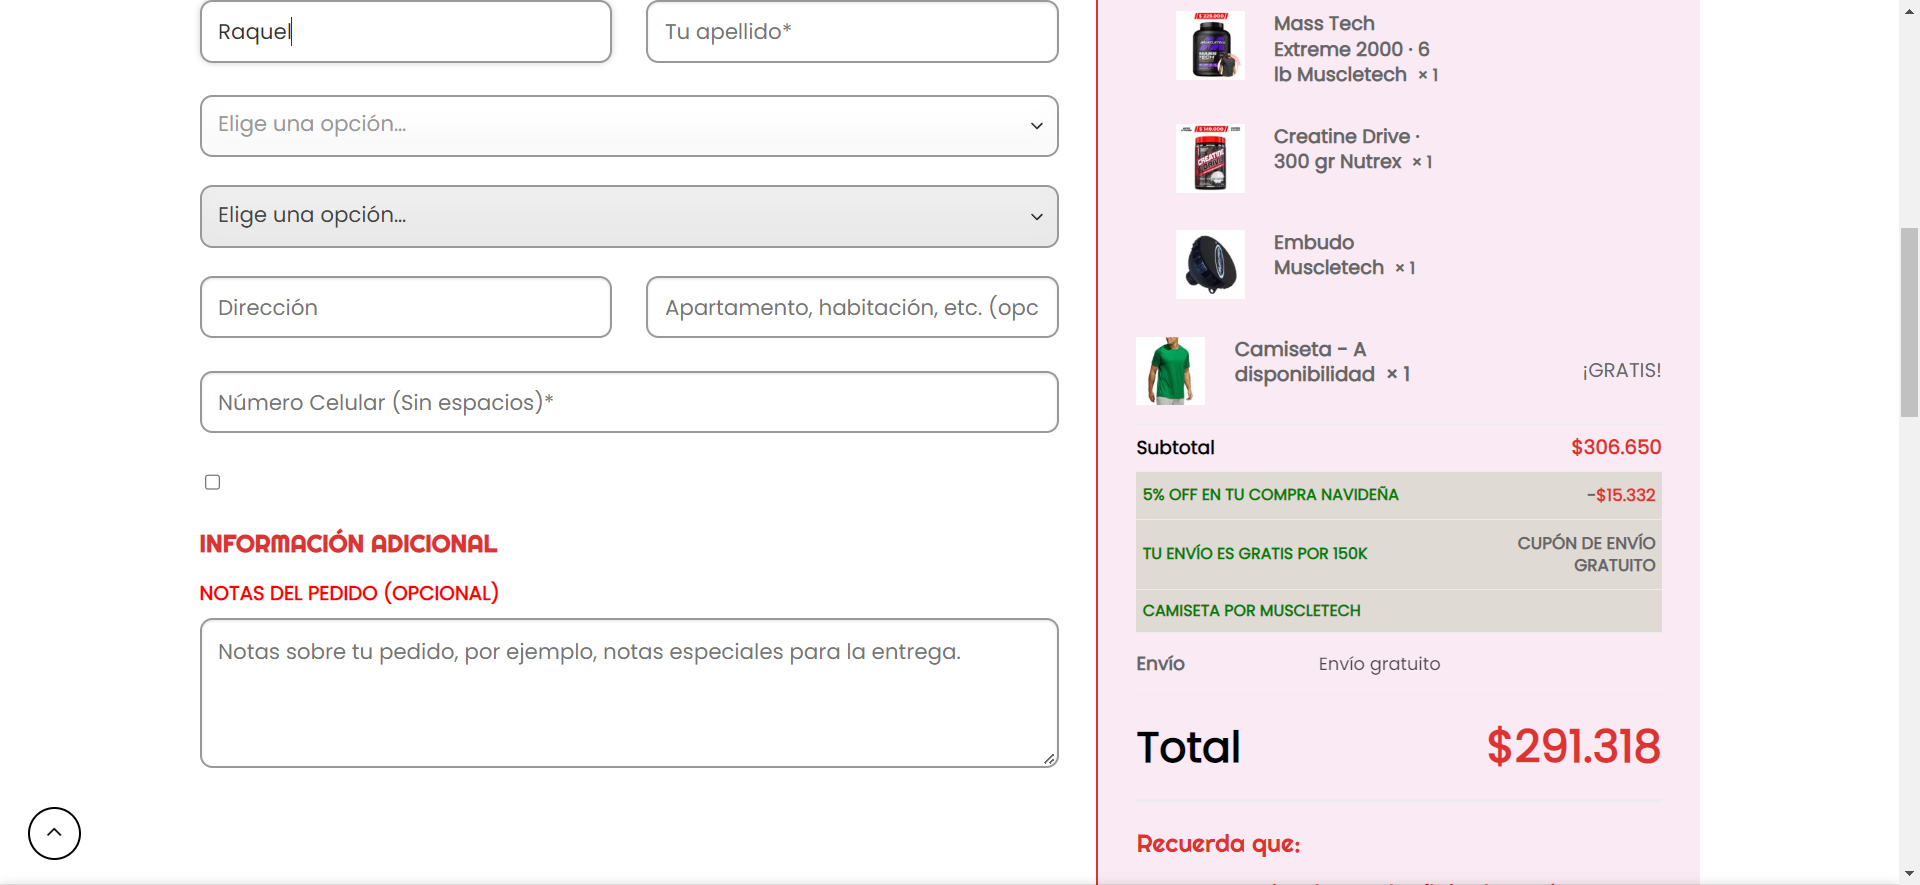 Raquel
Tu apellido*
Elige una opción...
Elige una opción...
Dirección
Apartamento, habitación, etc. (opc
Número Celular (Sin espacios)*
INFORMACIÓN ADICIONAL
NOTAS DEL PEDIDO (OPCIONAL)
Notas sobre tu pedido, por ejemplo, notas especiales para la entrega.
Mass Tech
Extreme 2000 · 6
lb Muscletech × 1
Creatine Drive ·
300 gr Nutrex × 1
Embudo
Muscletech × 1
Camiseta - A
disponibilidad × 1
¡GRATIS!
Subtotal $306.650
5% OFF EN TU COMPRA NAVIDEÑA -$15.332
TU ENVÍO ES GRATIS POR 150K
CUPÓN DE ENVÍO
GRATUITO
CAMISETA POR MUSCLETECH
Envío Envío gratuito
Total $291.318
Recuerda que: